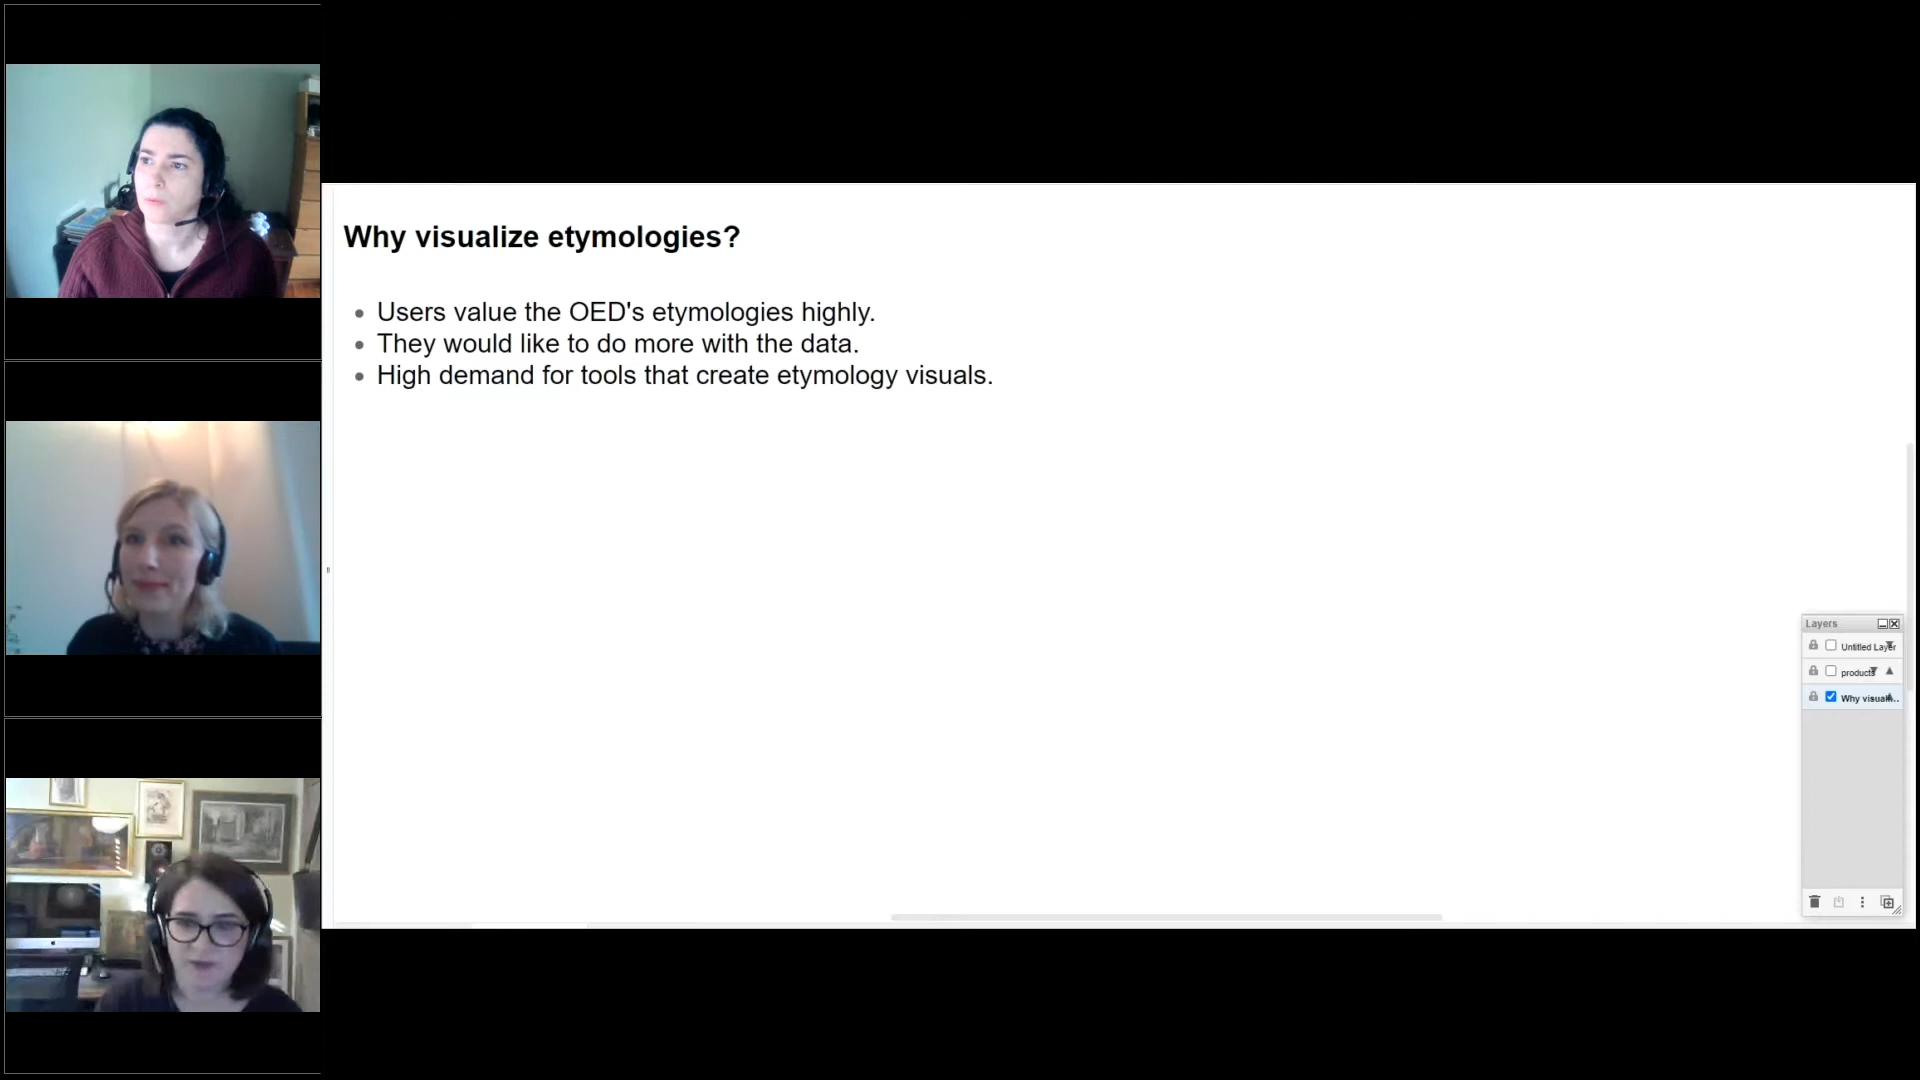 Why visualize etymologies?
Users value the OED's etymologies highly.
They would like to do more with the data.
High demand for tools that create etymology visuals.
Layers
Untitled Layer
products
Why visuali...